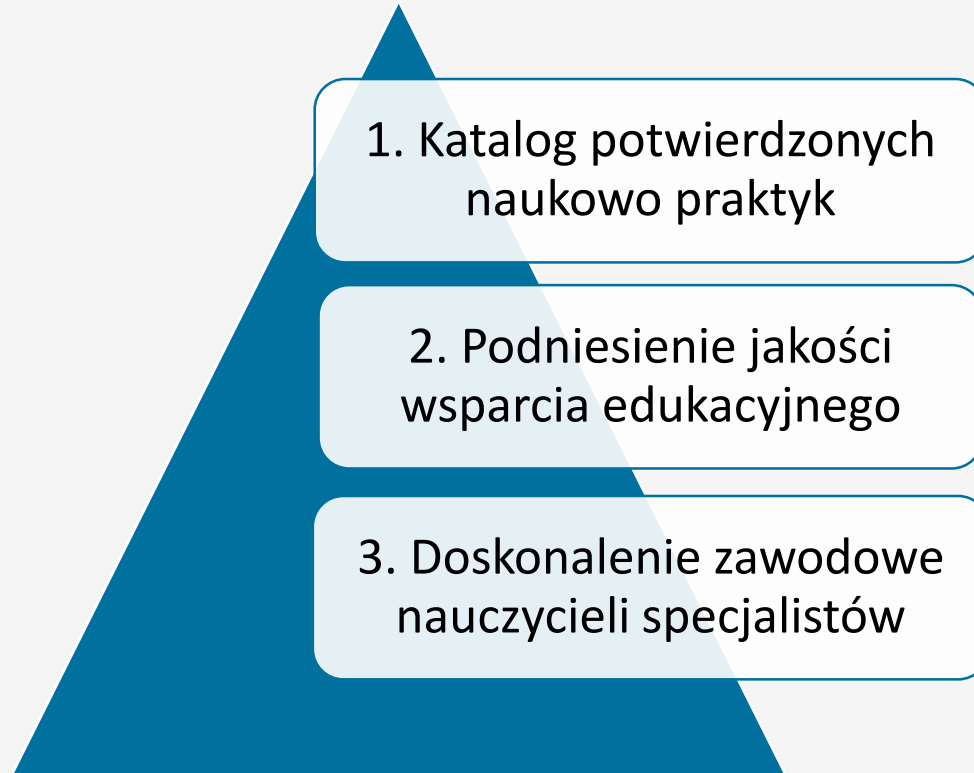 1. Katalog potwierdzonych
naukowo praktyk
2. Podniesienie jakości
wsparcia edukacyjnego
3. Doskonalenie zawodowe
nauczycieli specjalistów